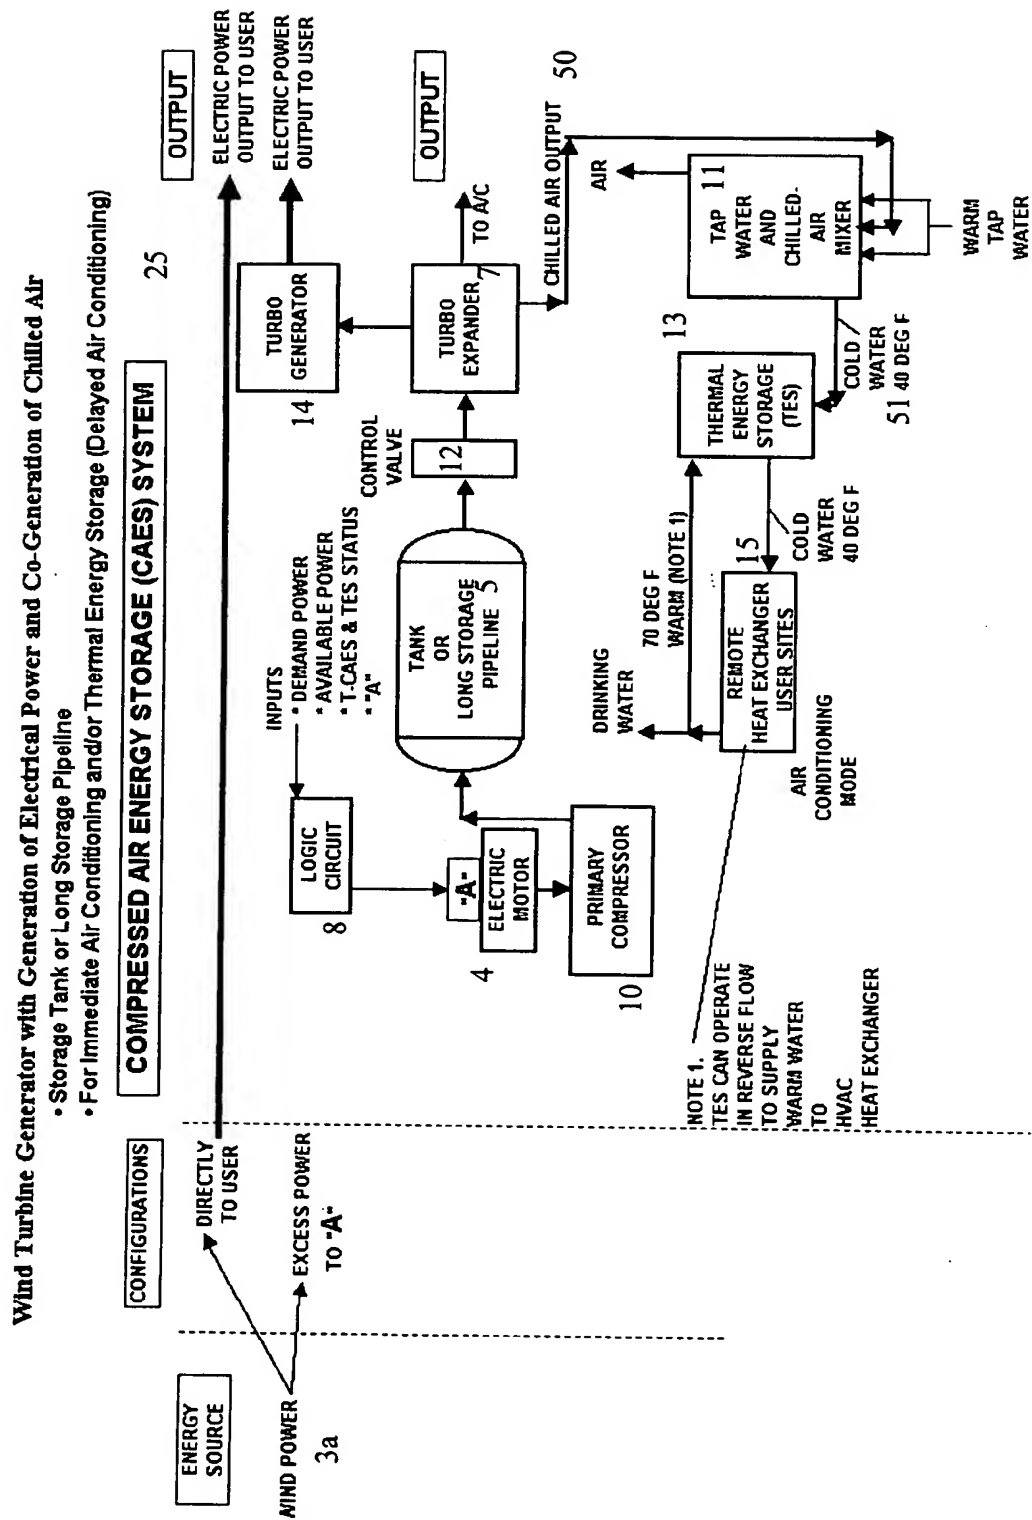 Wind Turbine Generator with Generation of Electrical Power and Co-Generation of Chilled Air
• Storage Tank or Long Storage Pipeline
• For Immediate Air Conditioning and/or Thermal Energy Storage (Delayed Air Conditioning)
ENERGY
SOURCE
CONFIGURATIONS
COMPRESSED AIR ENERGY STORAGE (CAES) SYSTEM
25
OUTPUT
WIND POWER
3a
DIRECTLY
TO USER
EXCESS POWER
TO "A"
ELECTRIC POWER
OUTPUT TO USER
ELECTRIC POWER
OUTPUT TO USER
INPUTS
* DEMAND POWER
* AVAILABLE POWER
* T-CAES & TES STATUS
* "A"
LOGIC
CIRCUIT
8
"A"
ELECTRIC
MOTOR
4
PRIMARY
COMPRESSOR
10
TANK
OR
LONG STORAGE
PIPELINE 5
CONTROL
VALVE
12
TURBO
GENERATOR
14
TURBO
EXPANDER
7
TO A/C
OUTPUT
CHILLED AIR OUTPUT
50
AIR
TAP
WATER
AND
CHILLED-
AIR
MIXER
11
WARM
TAP
WATER
COLD
WATER
40 DEG F
51
THERMAL
ENERGY
STORAGE
(TES)
13
COLD
WATER
40 DEG F
70 DEG F
WARM (NOTE 1)
DRINKING
WATER
REMOTE
HEAT EXCHANGER
USER SITES
15
AIR
CONDITIONING
MODE
NOTE 1.
TES CAN OPERATE
IN REVERSE FLOW
TO SUPPLY
WARM WATER
TO
HVAC
HEAT EXCHANGER